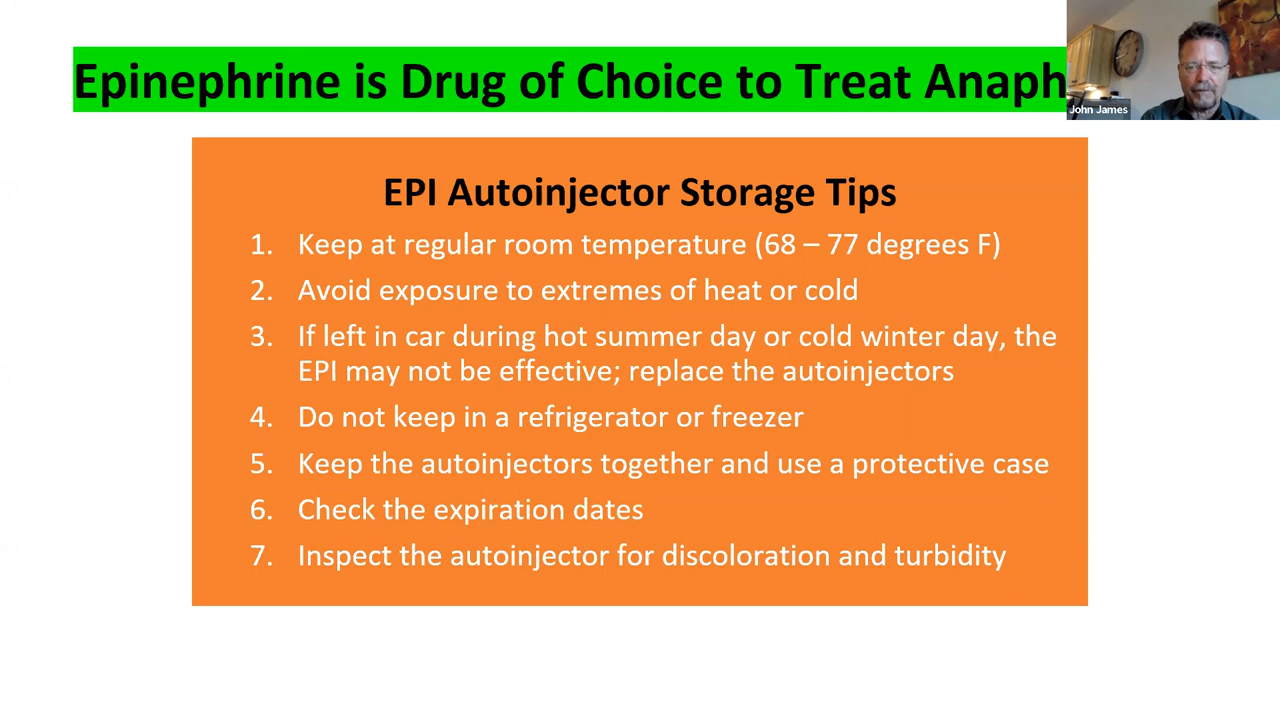 Epinephrine is Drug of Choice to Treat Anaph
John James
EPI Autoinjector Storage Tips
1. Keep at regular room temperature (68 – 77 degrees F)
2. Avoid exposure to extremes of heat or cold
3. If left in car during hot summer day or cold winter day, the
EPI may not be effective; replace the autoinjectors
4. Do not keep in a refrigerator or freezer
5. Keep the autoinjectors together and use a protective case
6. Check the expiration dates
7. Inspect the autoinjector for discoloration and turbidity